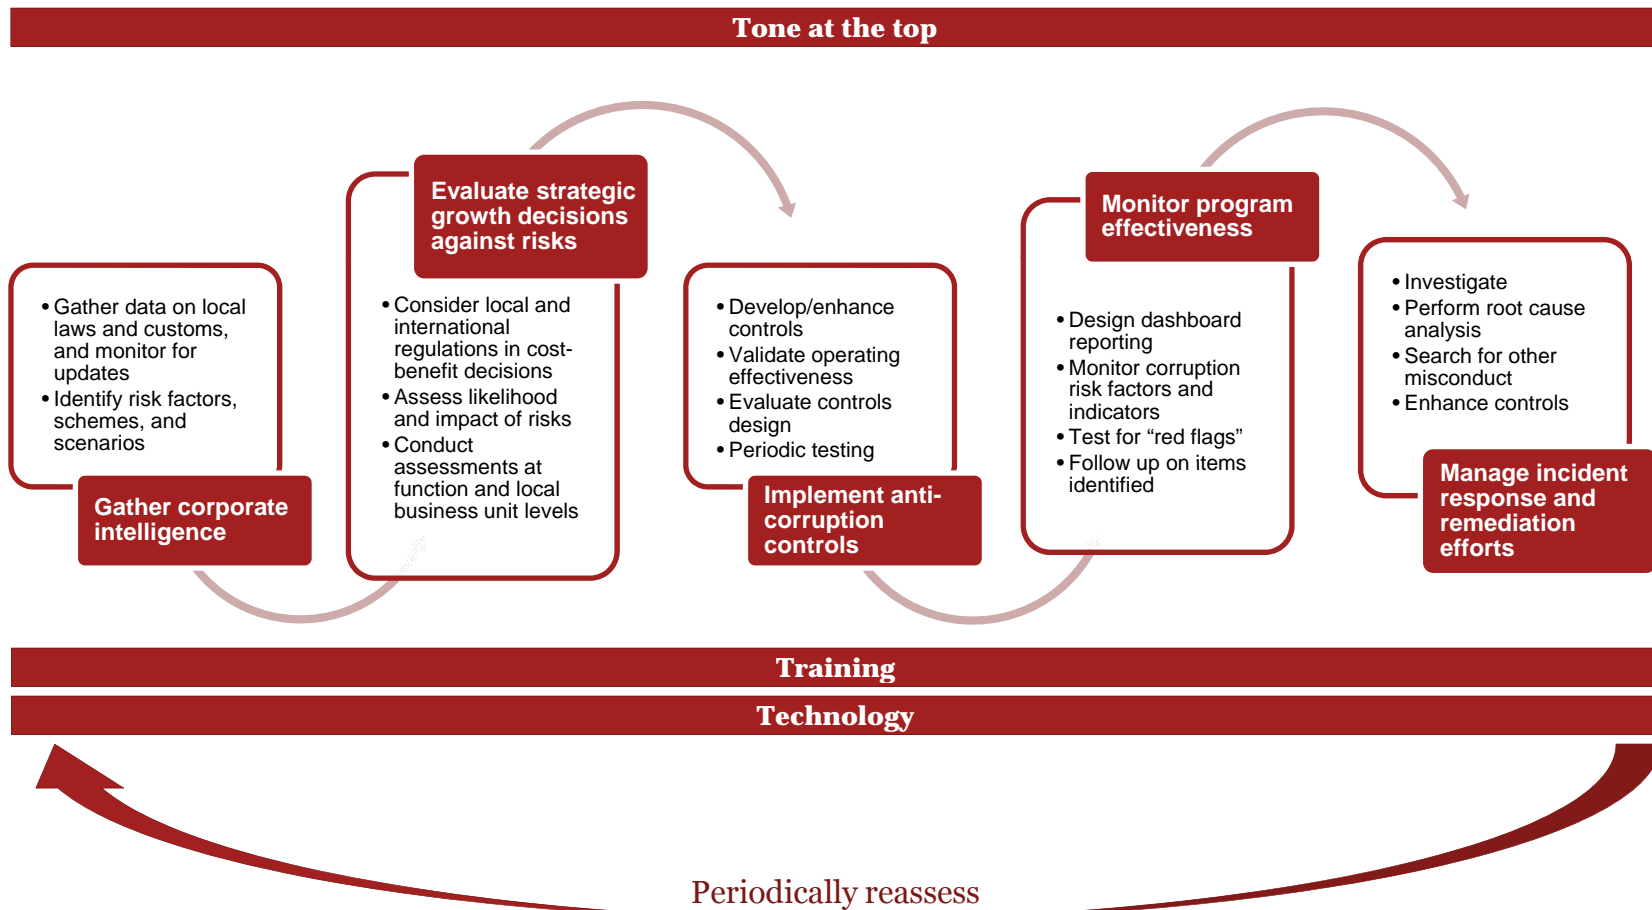 Tone at the top
• Gather data on local
laws and customs,
and monitor for
updates
• Identify risk factors,
schemes, and
scenarios
Gather corporate
intelligence
Evaluate strategic
growth decisions
against risks
• Consider local and
international
regulations in cost-
benefit decisions
• Assess likelihood
and impact of risks
• Conduct
assessments at
function and local
business unit levels
• Develop/enhance
controls
• Validate operating
effectiveness
• Evaluate controls
design
• Periodic testing
Implement anti-
corruption
controls
Monitor program
effectiveness
• Design dashboard
reporting
• Monitor corruption
risk factors and
indicators
• Test for “red flags”
• Follow up on items
identified
• Investigate
• Perform root cause
analysis
• Search for other
misconduct
• Enhance controls
Manage incident
response and
remediation
efforts
Training
Technology
Periodically reassess